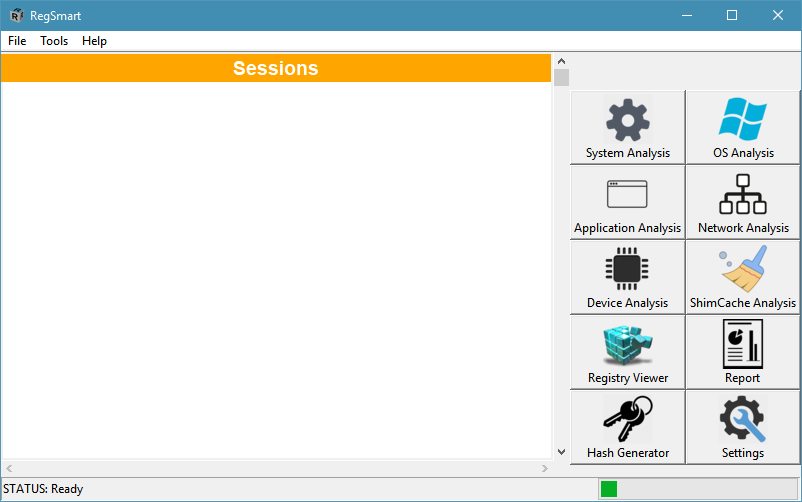 RegSmart
File Tools Help
Sessions
System Analysis OS Analysis
Application Analysis Network Analysis
Device Analysis ShimCache Analysis
Registry Viewer Report
Hash Generator Settings
STATUS: Ready